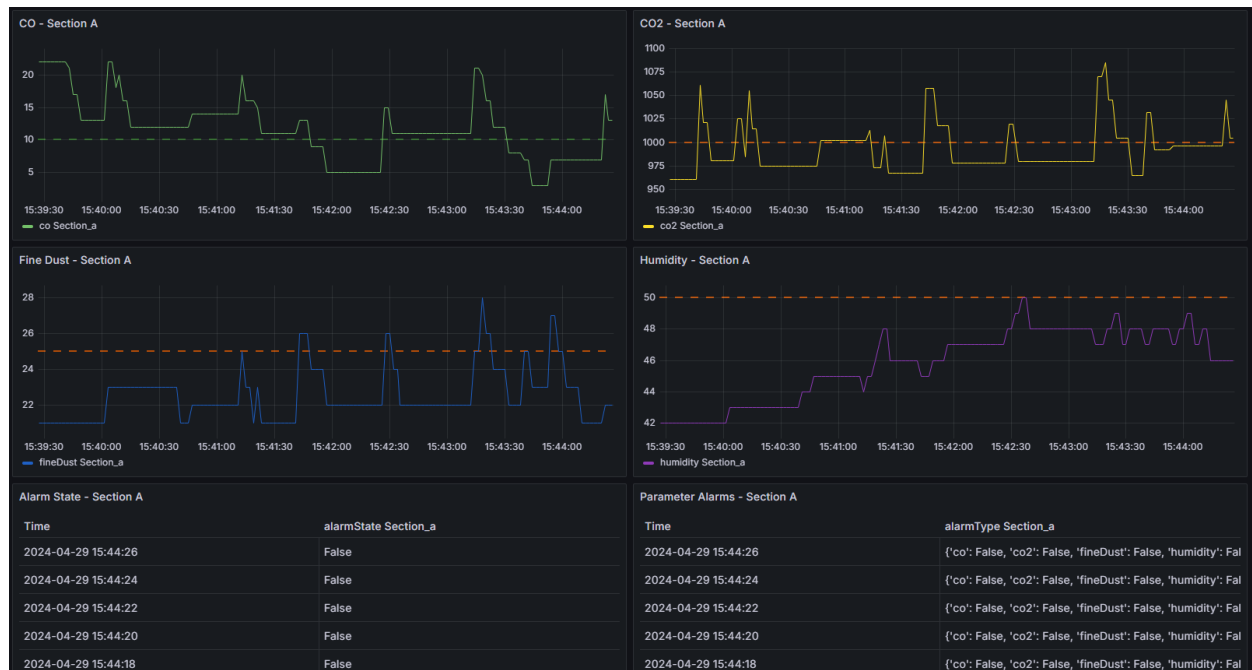 CO - Section A
20
15
10
5
15:39:30 15:40:00 15:40:30 15:41:00 15:41:30 15:42:00 15:42:30 15:43:00 15:43:30 15:44:00
co Section_a
CO2 - Section A
1100
1075
1050
1025
1000
975
950
15:39:30 15:40:00 15:40:30 15:41:00 15:41:30 15:42:00 15:42:30 15:43:00 15:43:30 15:44:00
co2 Section_a
Fine Dust - Section A
28
26
24
22
15:39:30 15:40:00 15:40:30 15:41:00 15:41:30 15:42:00 15:42:30 15:43:00 15:43:30 15:44:00
fineDust Section_a
Humidity - Section A
50
48
46
44
42
15:39:30 15:40:00 15:40:30 15:41:00 15:41:30 15:42:00 15:42:30 15:43:00 15:43:30 15:44:00
humidity Section_a
Alarm State - Section A
Time alarmState Section_a
2024-04-29 15:44:26 False
2024-04-29 15:44:24 False
2024-04-29 15:44:22 False
2024-04-29 15:44:20 False
2024-04-29 15:44:18 False
Parameter Alarms - Section A
Time alarmType Section_a
2024-04-29 15:44:26 {'co': False, 'co2': False, 'fineDust': False, 'humidity': Fal
2024-04-29 15:44:24 {'co': False, 'co2': False, 'fineDust': False, 'humidity': Fal
2024-04-29 15:44:22 {'co': False, 'co2': False, 'fineDust': False, 'humidity': Fal
2024-04-29 15:44:20 {'co': False, 'co2': False, 'fineDust': False, 'humidity': Fal
2024-04-29 15:44:18 {'co': False, 'co2': False, 'fineDust': False, 'humidity': Fal